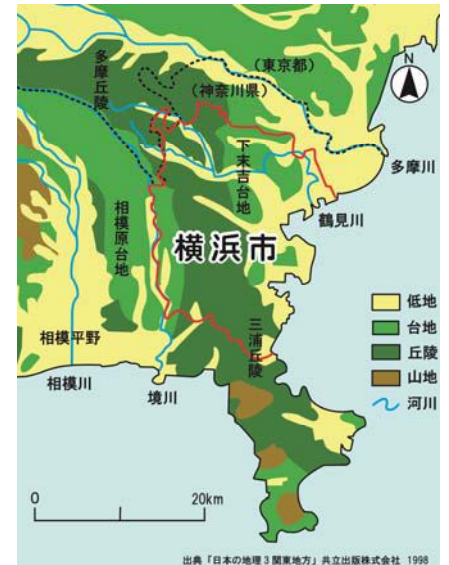 多摩丘陵
（東京都）
（神奈川県）
N
多摩川
下末吉台地
鶴見川
相模原台地
横浜市
三浦丘陵
相模平野
相模川
境川
低地
台地
丘陵
山地
河川
0
20km
出典「日本の地理3関東地方」共立出版株式会社 1998